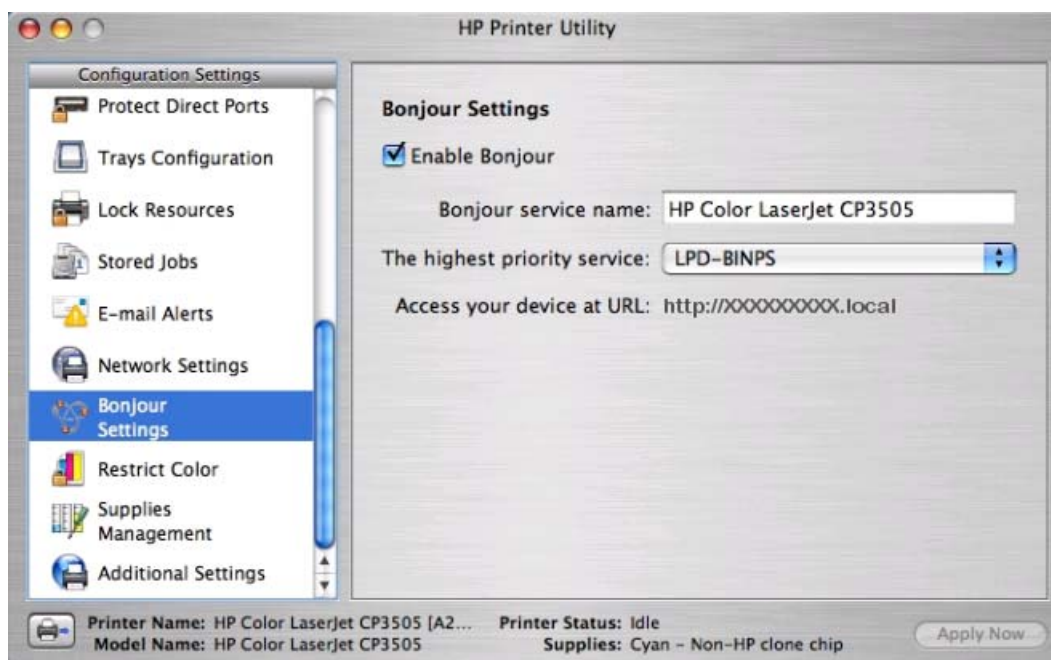 HP Printer Utility
Configuration Settings
Protect Direct Ports
Trays Configuration
Lock Resources
Stored Jobs
E-mail Alerts
Network Settings
Bonjour
Settings
Restrict Color
Supplies
Management
Additional Settings
Bonjour Settings
Enable Bonjour
Bonjour service name: HP Color LaserJet CP3505
The highest priority service: LPD-BINPS
Access your device at URL: http://XXXXXXXXX.local
Printer Name: HP Color LaserJet CP3505 [A2... Printer Status: Idle
Model Name: HP Color LaserJet CP3505 Supplies: Cyan - Non-HP clone chip
Apply Now